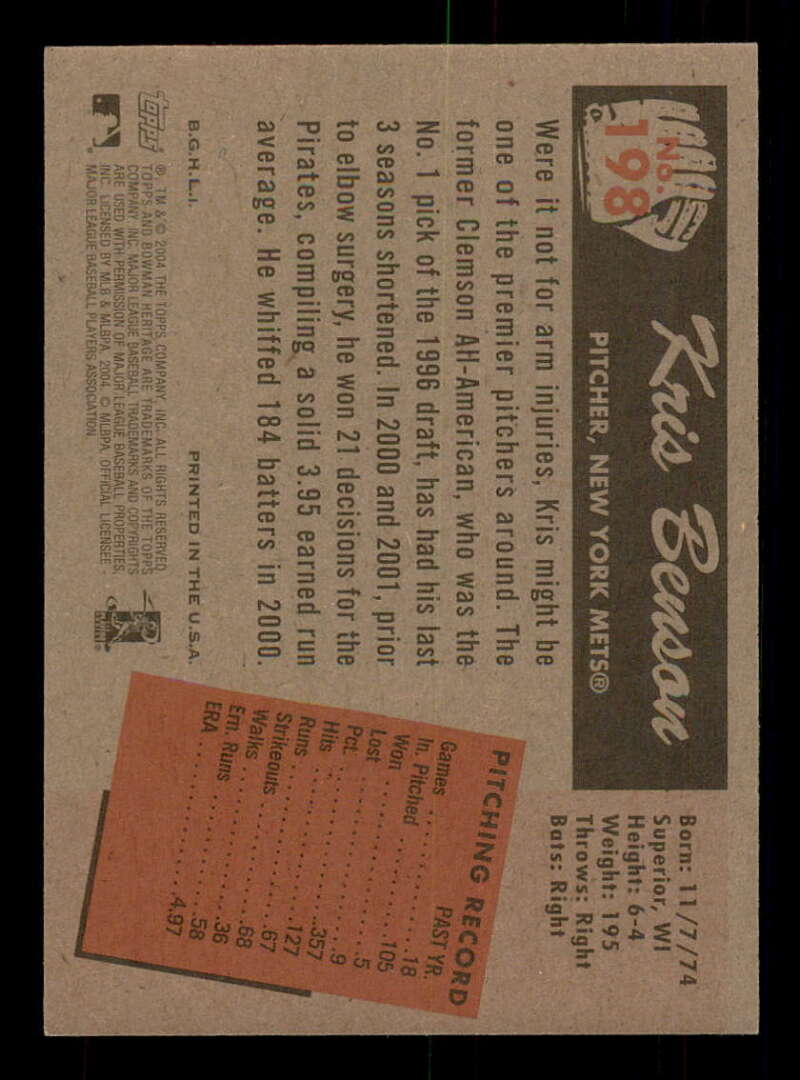 No.
198
Kris Benson
PITCHER, NEW YORK METS®
Born: 11/7/74
Superior, WI
Height: 6-4
Weight: 195
Throws: Right
Bats: Right
Were it not for arm injuries, Kris might be
one of the premier pitchers around. The
former Clemson All-American, who was the
No. 1 pick of the 1996 draft, has had his last
3 seasons shortened. In 2000 and 2001, prior
to elbow surgery, he won 21 decisions for the
Pirates, compiling a solid 3.95 earned run
average. He whiffed 184 batters in 2000.
PITCHING RECORD
PAST YR.
Games ..........18
In. Pitched ..........105
Won ..........5
Lost ..........9
Pct. ..........357
Hits ..........127
Runs ..........67
Strikeouts ..........68
Walks ..........36
Ern. Runs ..........58
ERA ..........4.97
B.G.H.L.I. PRINTED IN THE U.S.A.
Topps
® TM & © 2004 THE TOPPS COMPANY, INC. ALL RIGHTS RESERVED.
TOPPS AND BOWMAN HERITAGE ARE TRADEMARKS OF THE TOPPS
COMPANY, INC. MAJOR LEAGUE BASEBALL TRADEMARKS AND COPYRIGHTS
ARE USED WITH PERMISSION OF MAJOR LEAGUE BASEBALL PROPERTIES,
INC. LICENSED BY MLB & MLBPA, 2004. © MLBPA, OFFICIAL LICENSEE -
MAJOR LEAGUE BASEBALL PLAYERS ASSOCIATION.